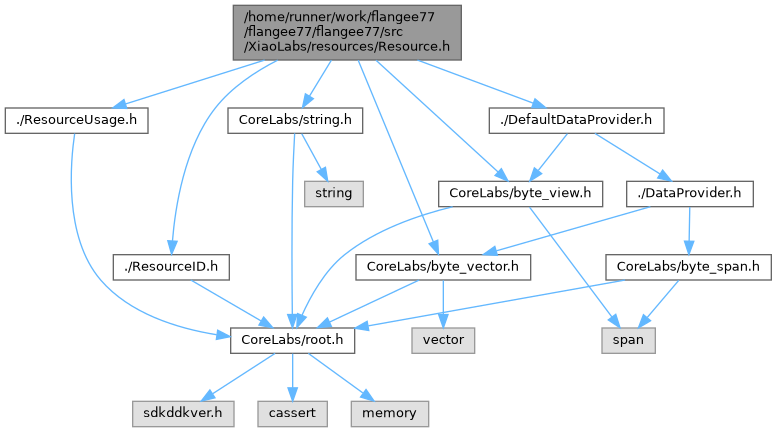 /home/runner/work/flangee77
/flangee77/flangee77/src
/XiaoLabs/resources/Resource.h
./ResourceUsage.h
CoreLabs/string.h
./DefaultDataProvider.h
string
CoreLabs/byte_view.h
./DataProvider.h
./ResourceID.h
CoreLabs/byte_vector.h
CoreLabs/byte_span.h
CoreLabs/root.h
vector
span
sdkddkver.h
cassert
memory